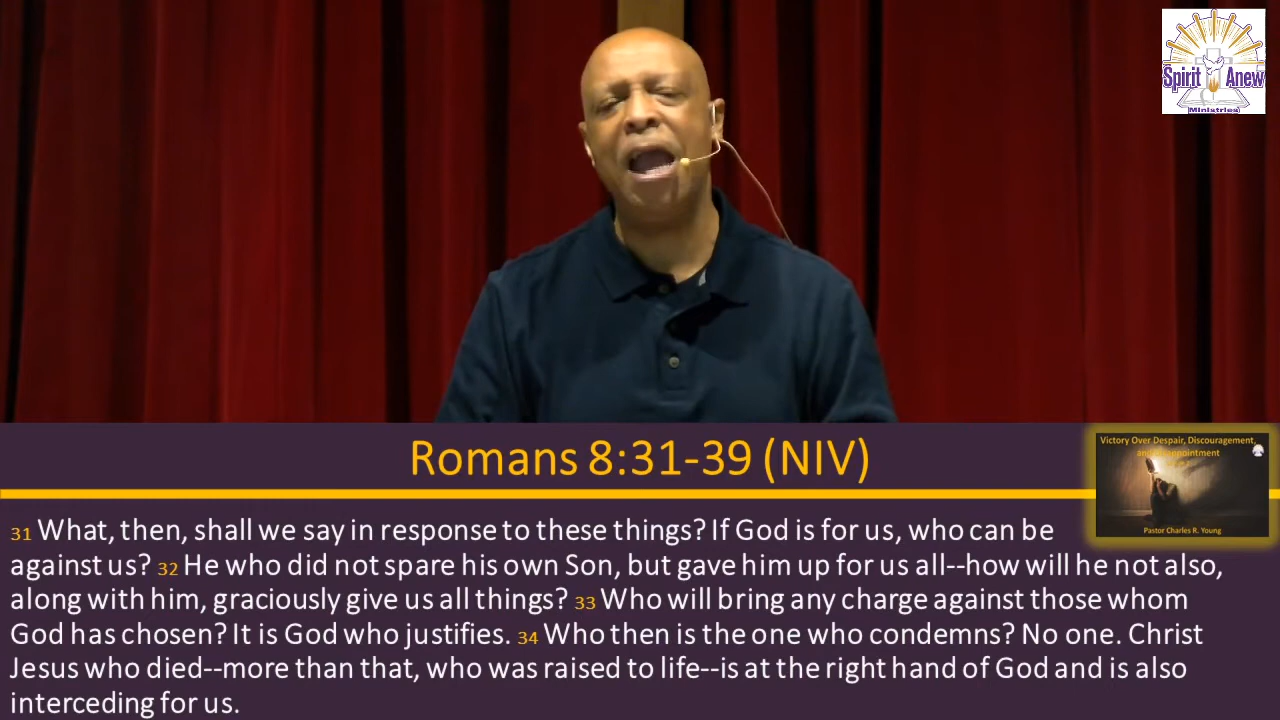 Spirit Anew
Ministries
Romans 8:31-39 (NIV)
Victory Over Despair, Discouragement,
and Disappointment
Pastor Charles R. Young
31 What, then, shall we say in response to these things? If God is for us, who can be
against us? 32 He who did not spare his own Son, but gave him up for us all--how will he not also,
along with him, graciously give us all things? 33 Who will bring any charge against those whom
God has chosen? It is God who justifies. 34 Who then is the one who condemns? No one. Christ
Jesus who died--more than that, who was raised to life--is at the right hand of God and is also
interceding for us.